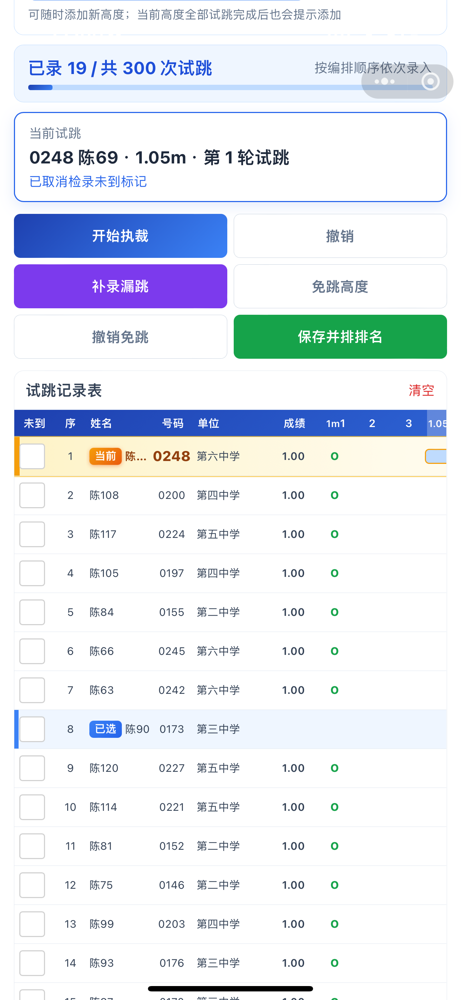 可随时添加新高度；当前高度全部试跳完成后也会提示添加
已录 19 / 共 300 次试跳 按编排顺序依次录入
当前试跳
0248 陈69 · 1.05m · 第 1 轮试跳
已取消检录未到标记
开始执裁 撤销
补录漏跳 免跳高度
撤销免跳 保存并排排名
试跳记录表 清空
未到 序 姓名 号码 单位 成绩 1m1 2 3 1.05
1 当前 陈... 0248 第六中学 1.00 O
2 陈108 0200 第四中学 1.00 O
3 陈117 0224 第五中学 1.00 O
4 陈105 0197 第四中学 1.00 O
5 陈84 0155 第二中学 1.00 O
6 陈66 0245 第六中学 1.00 O
7 陈63 0242 第六中学 1.00 O
8 已选 陈90 0173 第三中学
9 陈120 0227 第五中学 1.00 O
10 陈114 0221 第五中学 1.00 O
11 陈81 0152 第二中学 1.00 O
12 陈75 0146 第二中学 1.00 O
13 陈99 0203 第四中学 1.00 O
14 陈93 0176 第三中学 1.00 O